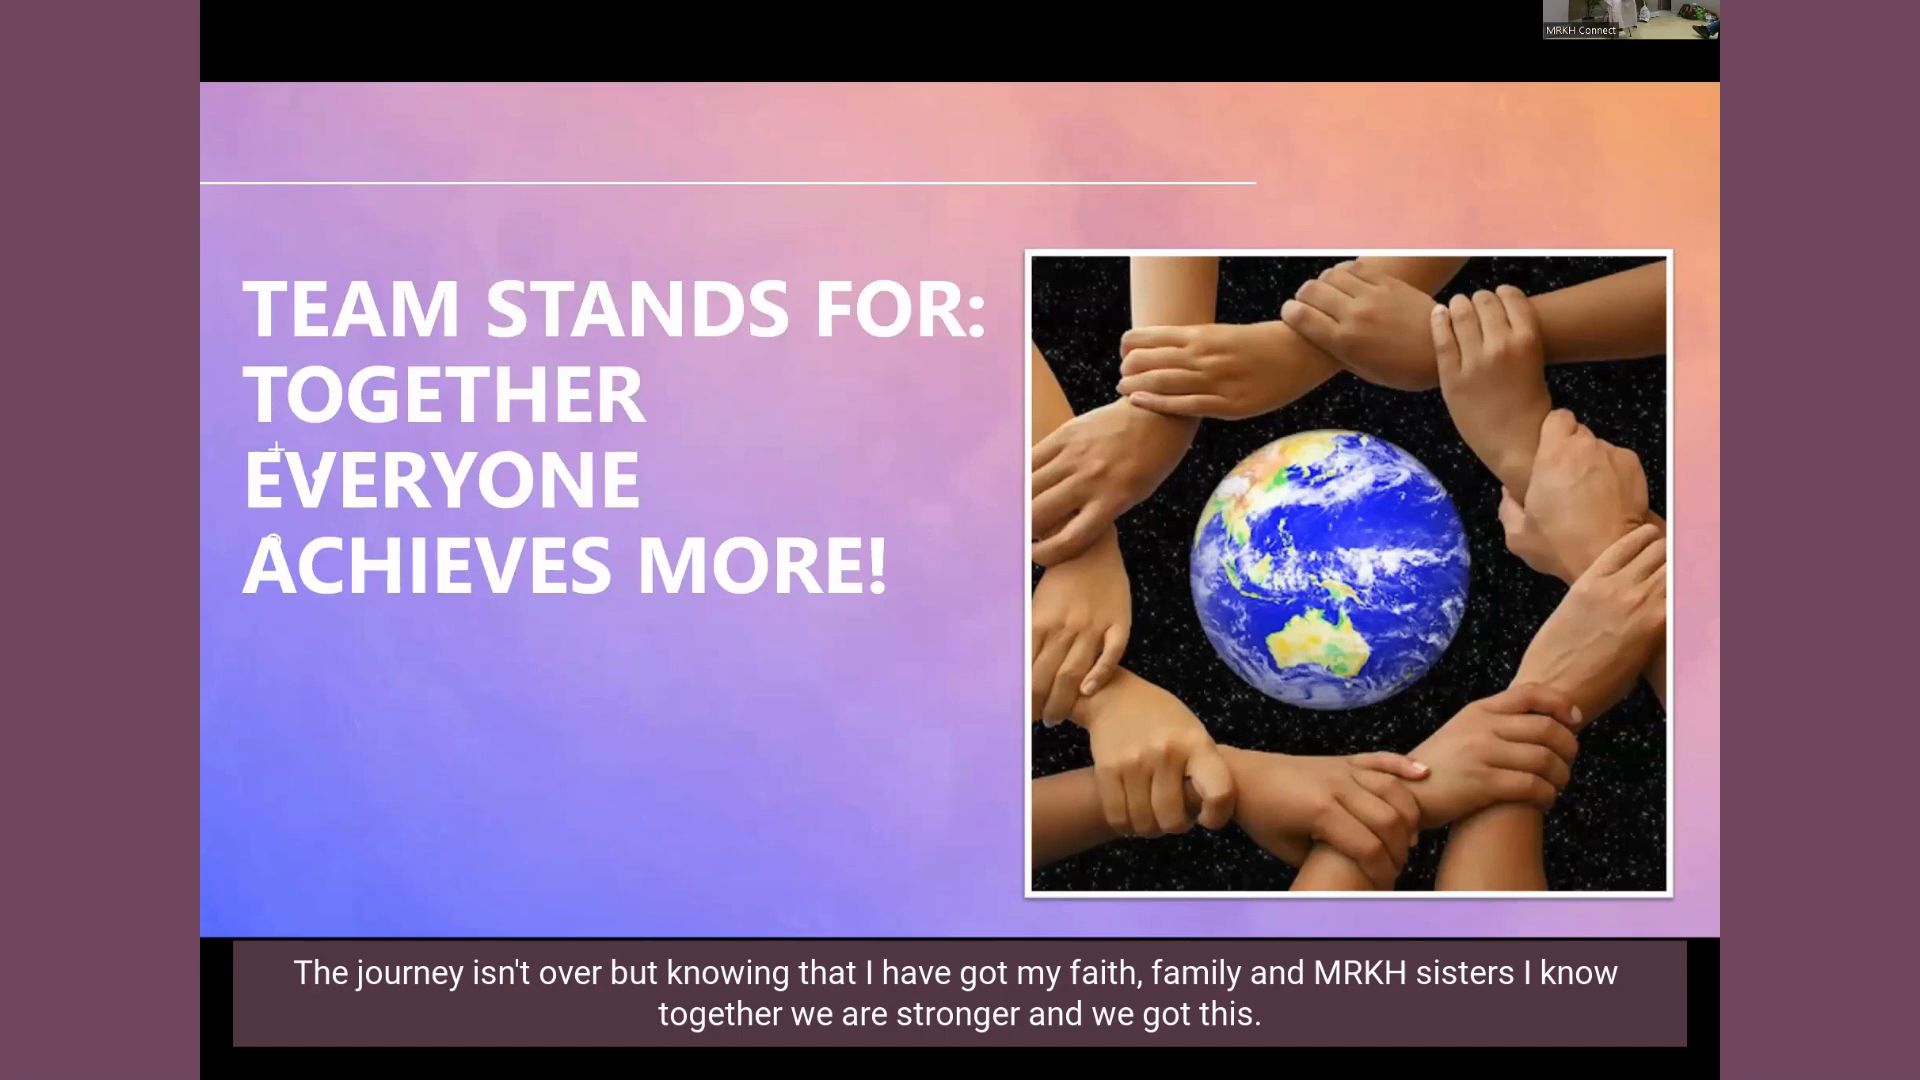 MRKH Connect
TEAM STANDS FOR:
TOGETHER
EVERYONE
ACHIEVES MORE!
The journey isn't over but knowing that I have got my faith, family and MRKH sisters I know
together we are stronger and we got this.